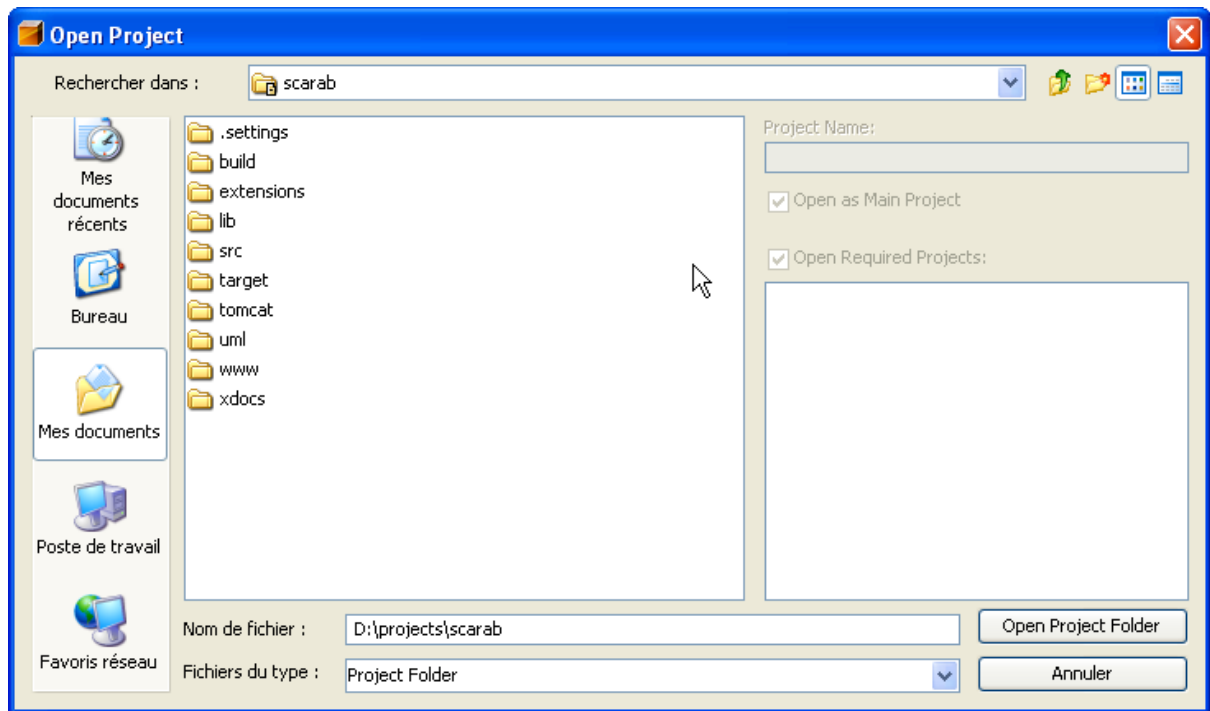 Open Project
Rechercher dans :
scarab
Mes
documents
récents
Bureau
Mes documents
Poste de travail
Favoris réseau
.settings
build
extensions
lib
src
target
tomcat
uml
www
xdocs
Project Name:
Open as Main Project
Open Required Projects:
Nom de fichier :
D:\projects\scarab
Open Project Folder
Fichiers du type :
Project Folder
Annuler